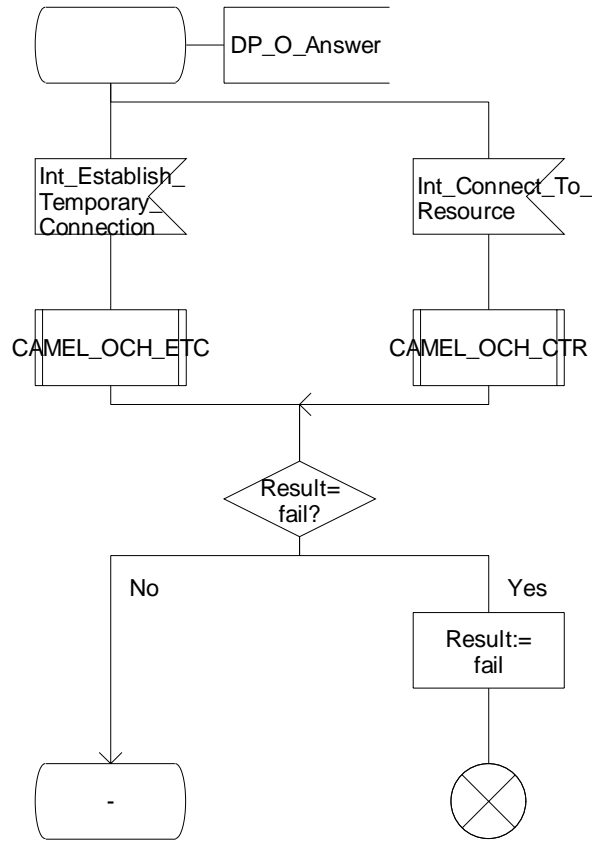 DP_O_Answer
Int_Establish_
Temporary_
Connection
Int_Connect_To_
Resource
CAMEL_OCH_ETC
CAMEL_OCH_CTR
Result=
fail?
No
Yes
Result:=
fail
-